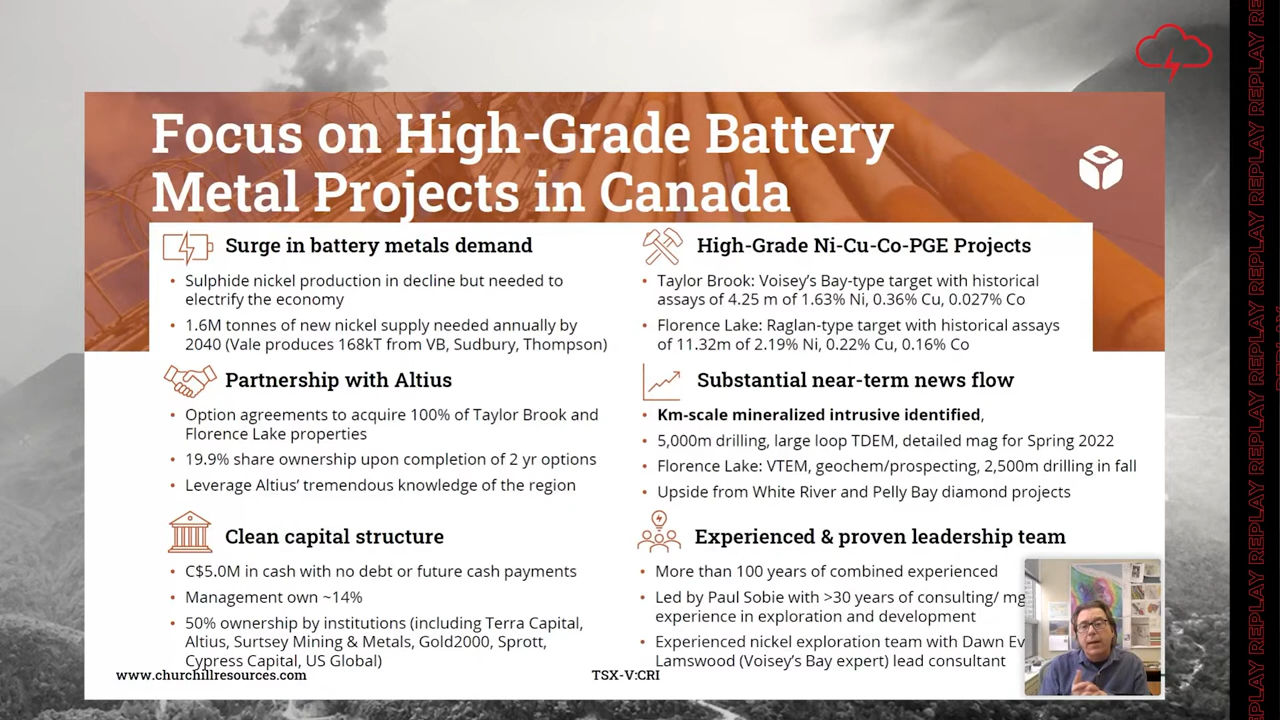 Focus on High-Grade Battery
Metal Projects in Canada
Surge in battery metals demand
• Sulphide nickel production in decline but needed to
electrify the economy
• 1.6M tonnes of new nickel supply needed annually by
2040 (Vale produces 168kT from VB, Sudbury, Thompson)
Partnership with Altius
• Option agreements to acquire 100% of Taylor Brook and
Florence Lake properties
• 19.9% share ownership upon completion of 2 yr options
• Leverage Altius’ tremendous knowledge of the region
Clean capital structure
• C$5.0M in cash with no debt or future cash payments
• Management own ~14%
• 50% ownership by institutions (including Terra Capital,
Altius, Surtsey Mining & Metals, Gold2000, Sprott,
Cypress Capital, US Global)
High-Grade Ni-Cu-Co-PGE Projects
• Taylor Brook: Voisey’s Bay-type target with historical
assays of 4.25 m of 1.63% Ni, 0.36% Cu, 0.027% Co
• Florence Lake: Raglan-type target with historical assays
of 11.32m of 2.19% Ni, 0.22% Cu, 0.16% Co
Substantial near-term news flow
• Km-scale mineralized intrusive identified
• 5,000m drilling, large loop TDEM, detailed mag for Spring 2022
• Florence Lake: VTEM, geochem/prospecting, 2,500m drilling in fall
• Upside from White River and Pelly Bay diamond projects
Experienced & proven leadership team
• More than 100 years of combined experience
• Led by Paul Sobie with >30 years of consulting/
experience in exploration and development
• Experienced nickel exploration team with Dr.
Lamswood (Voisey’s Bay expert) lead consultant
www.churchillresources.com
TSX-V:CRI
REPLAY REPLAY REPLAY REPLAY REPLAY REPLAY REPLAY REPLAY